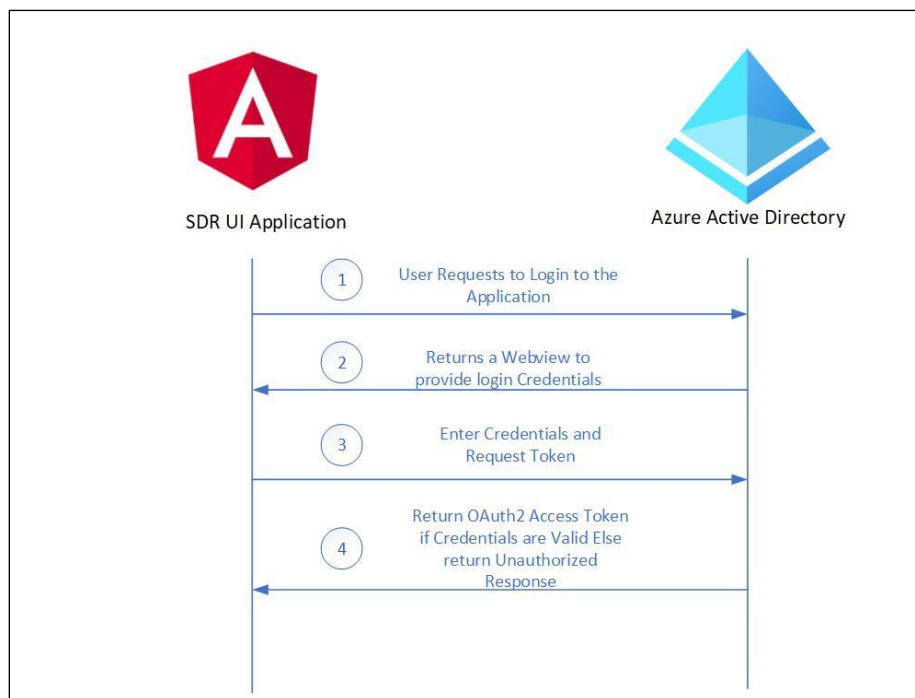 A
SDR UI Application
Azure Active Directory
1
User Requests to Login to the
Application
2
Returns a Webview to
provide login Credentials
3
Enter Credentials and
Request Token
4
Return OAuth2 Access Token
if Credentials are Valid Else
return Unauthorized
Response